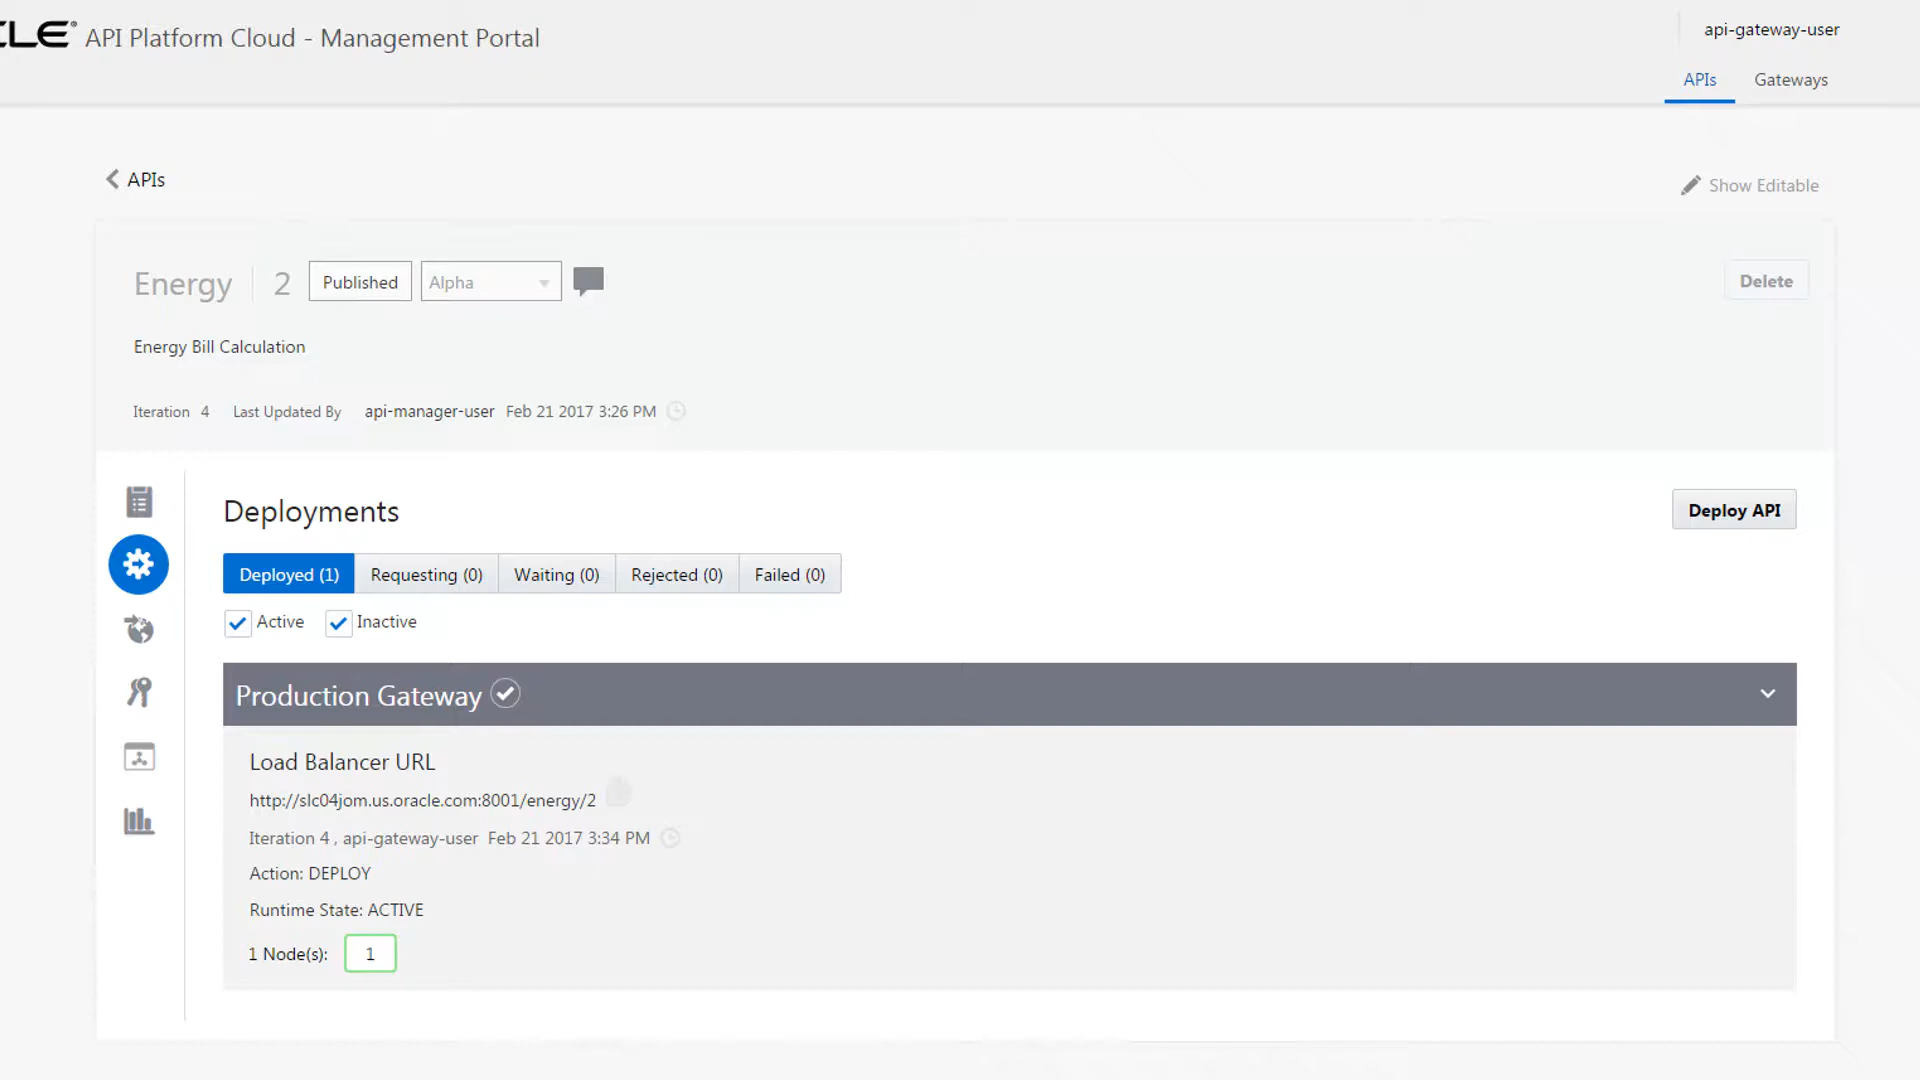 CLE® API Platform Cloud - Management Portal
api-gateway-user
APIs Gateways
APIs
Show Editable
Energy 2 Published Alpha
Delete
Energy Bill Calculation
Iteration 4 Last Updated By api-manager-user Feb 21 2017 3:26 PM
Deployments
Deploy API
Deployed (1) Requesting (0) Waiting (0) Rejected (0) Failed (0)
Active Inactive
Production Gateway
Load Balancer URL
http://slc04jom.us.oracle.com:8001/energy/2
Iteration 4 , api-gateway-user Feb 21 2017 3:34 PM
Action: DEPLOY
Runtime State: ACTIVE
1 Node(s): 1